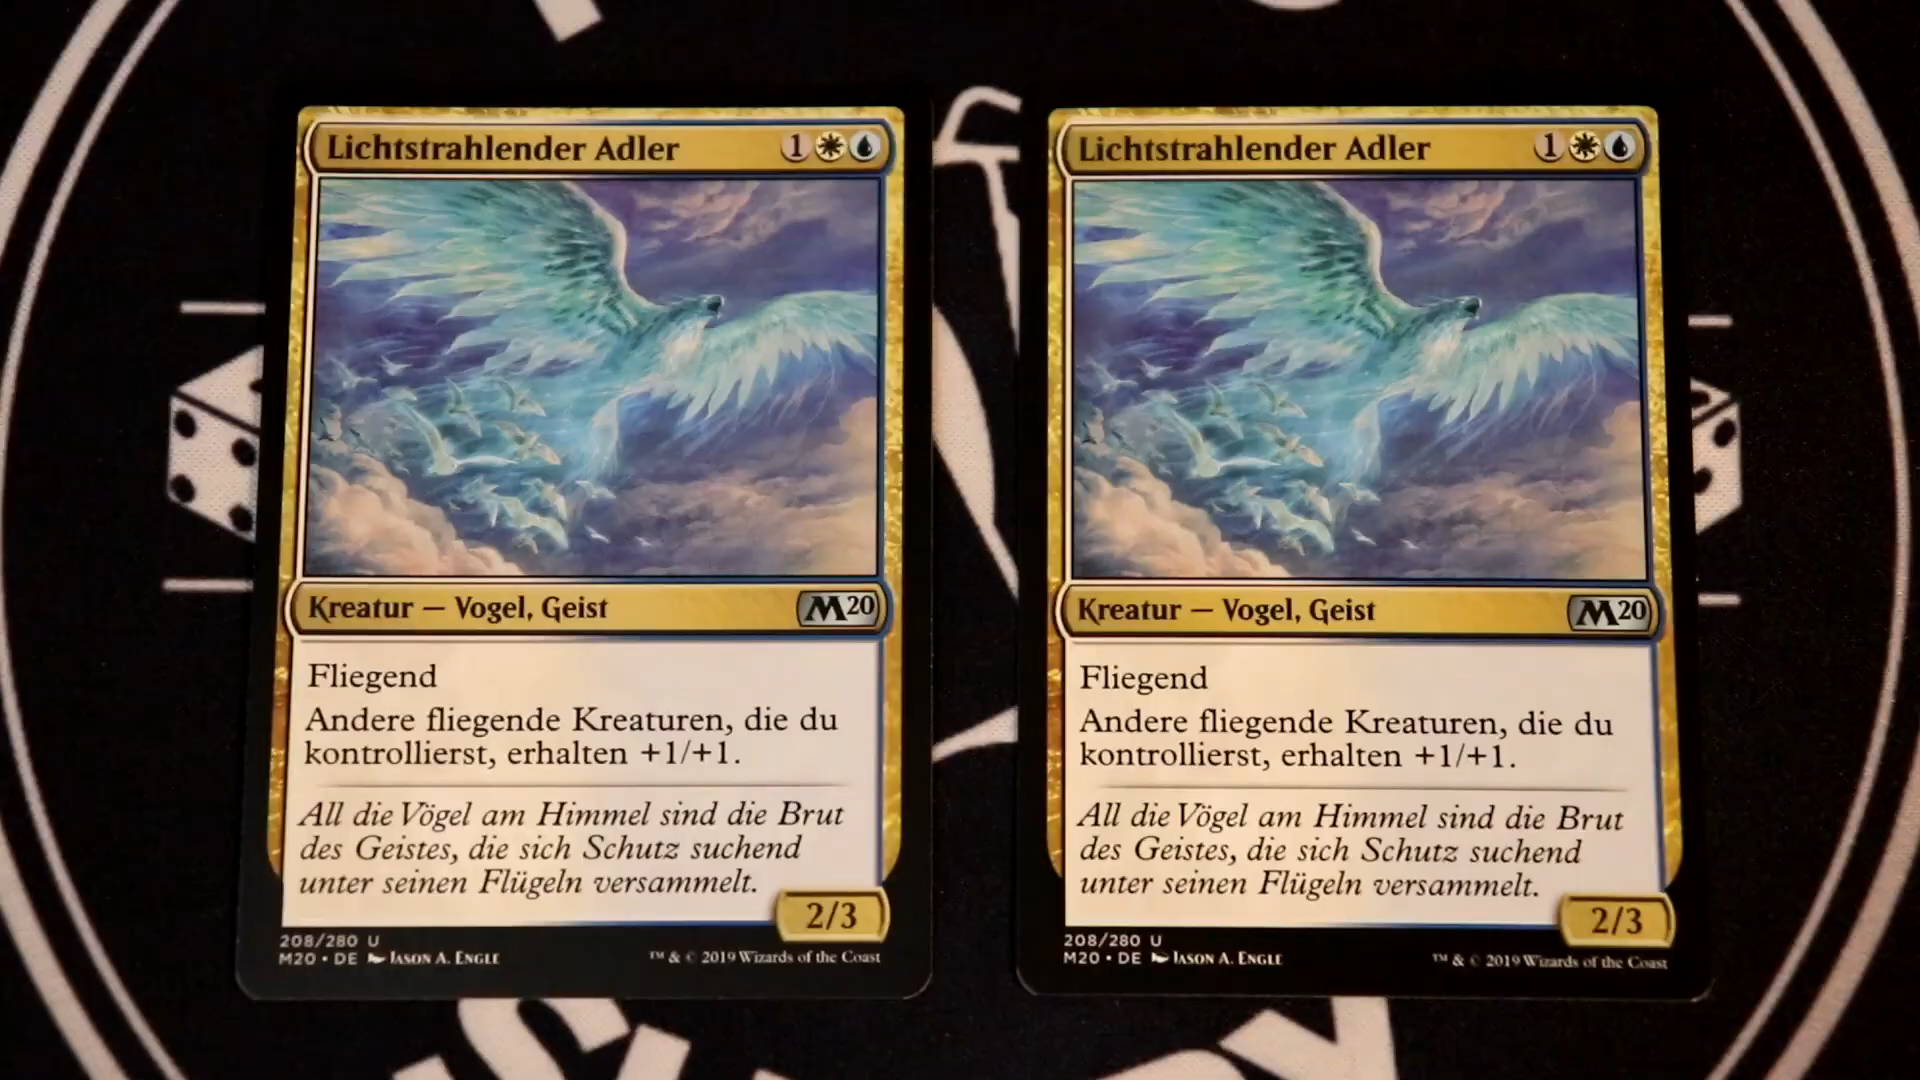 Lichtstrahlender Adler 1
Kreatur — Vogel, Geist M20
Fliegend
Andere fliegende Kreaturen, die du
kontrollierst, erhalten +1/+1.
All die Vögel am Himmel sind die Brut
des Geistes, die sich Schutz suchend
unter seinen Flügeln versammelt.
2/3
208/280 U
M20 • DE Jason A. Engle ™ & © 2019 Wizards of the Coast
Lichtstrahlender Adler 1
Kreatur — Vogel, Geist M20
Fliegend
Andere fliegende Kreaturen, die du
kontrollierst, erhalten +1/+1.
All die Vögel am Himmel sind die Brut
des Geistes, die sich Schutz suchend
unter seinen Flügeln versammelt.
2/3
208/280 U
M20 • DE Jason A. Engle ™ & © 2019 Wizards of the Coast